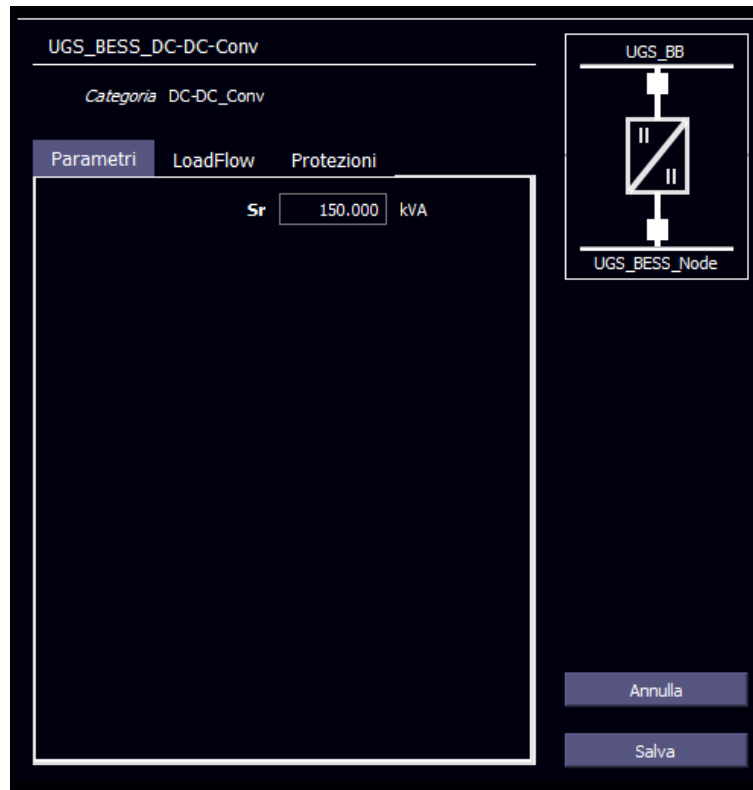 UGS_BESS_DC-DC-Conv
Categoria DC-DC_Conv
Parametri LoadFlow Protezioni
Sr 150.000 kVA
UGS_BB
UGS_BESS_Node
Annulla
Salva